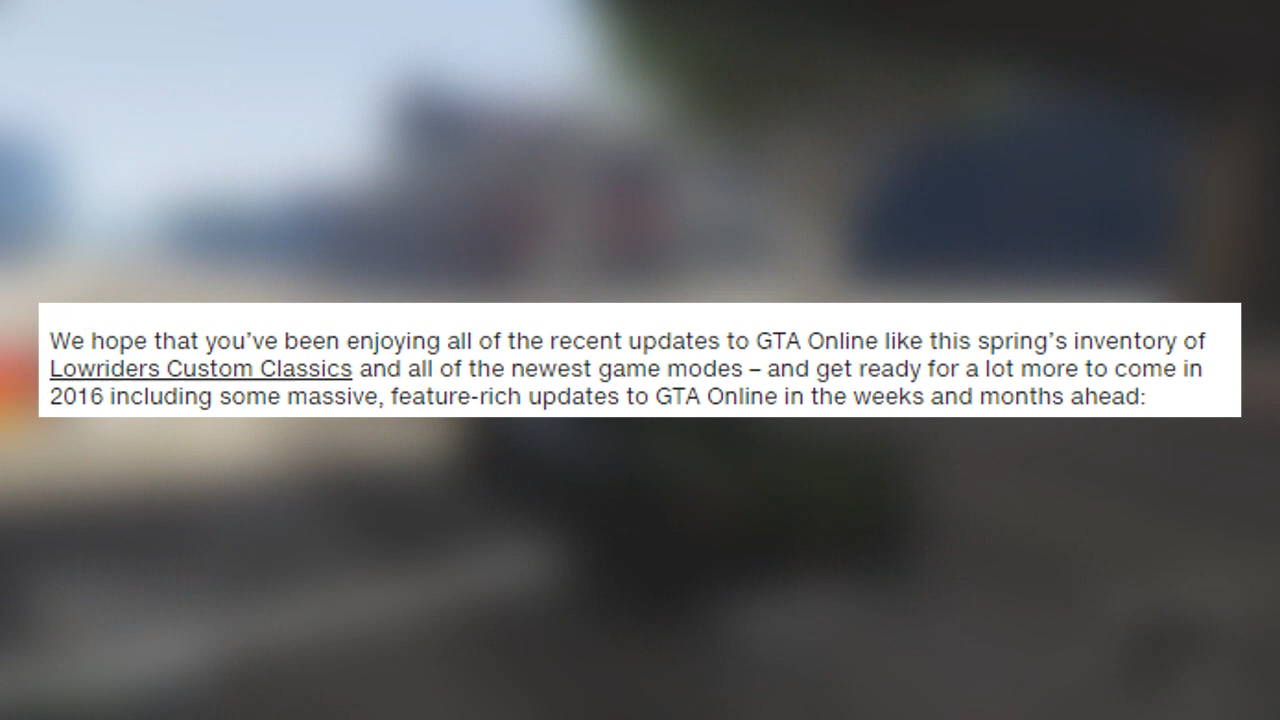 We hope that you’ve been enjoying all of the recent updates to GTA Online like this spring’s inventory of
Lowriders Custom Classics and all of the newest game modes – and get ready for a lot more to come in
2016 including some massive, feature-rich updates to GTA Online in the weeks and months ahead: